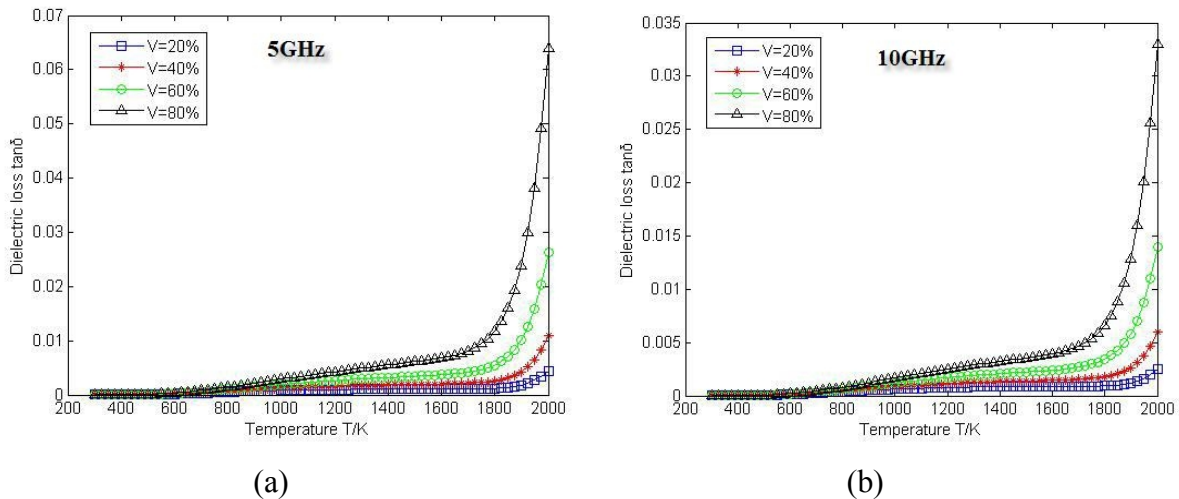 5GHz
V=20%
V=40%
V=60%
V=80%
0.07
0.06
0.05
0.04
0.03
0.02
0.01
0
Dielectric loss tanδ
200 400 600 800 1000 1200 1400 1600 1800 2000
Temperature T/K
(a)
10GHz
V=20%
V=40%
V=60%
V=80%
0.035
0.03
0.025
0.02
0.015
0.01
0.005
0
Dielectric loss tanδ
200 400 600 800 1000 1200 1400 1600 1800 2000
Temperature T/K
(b)